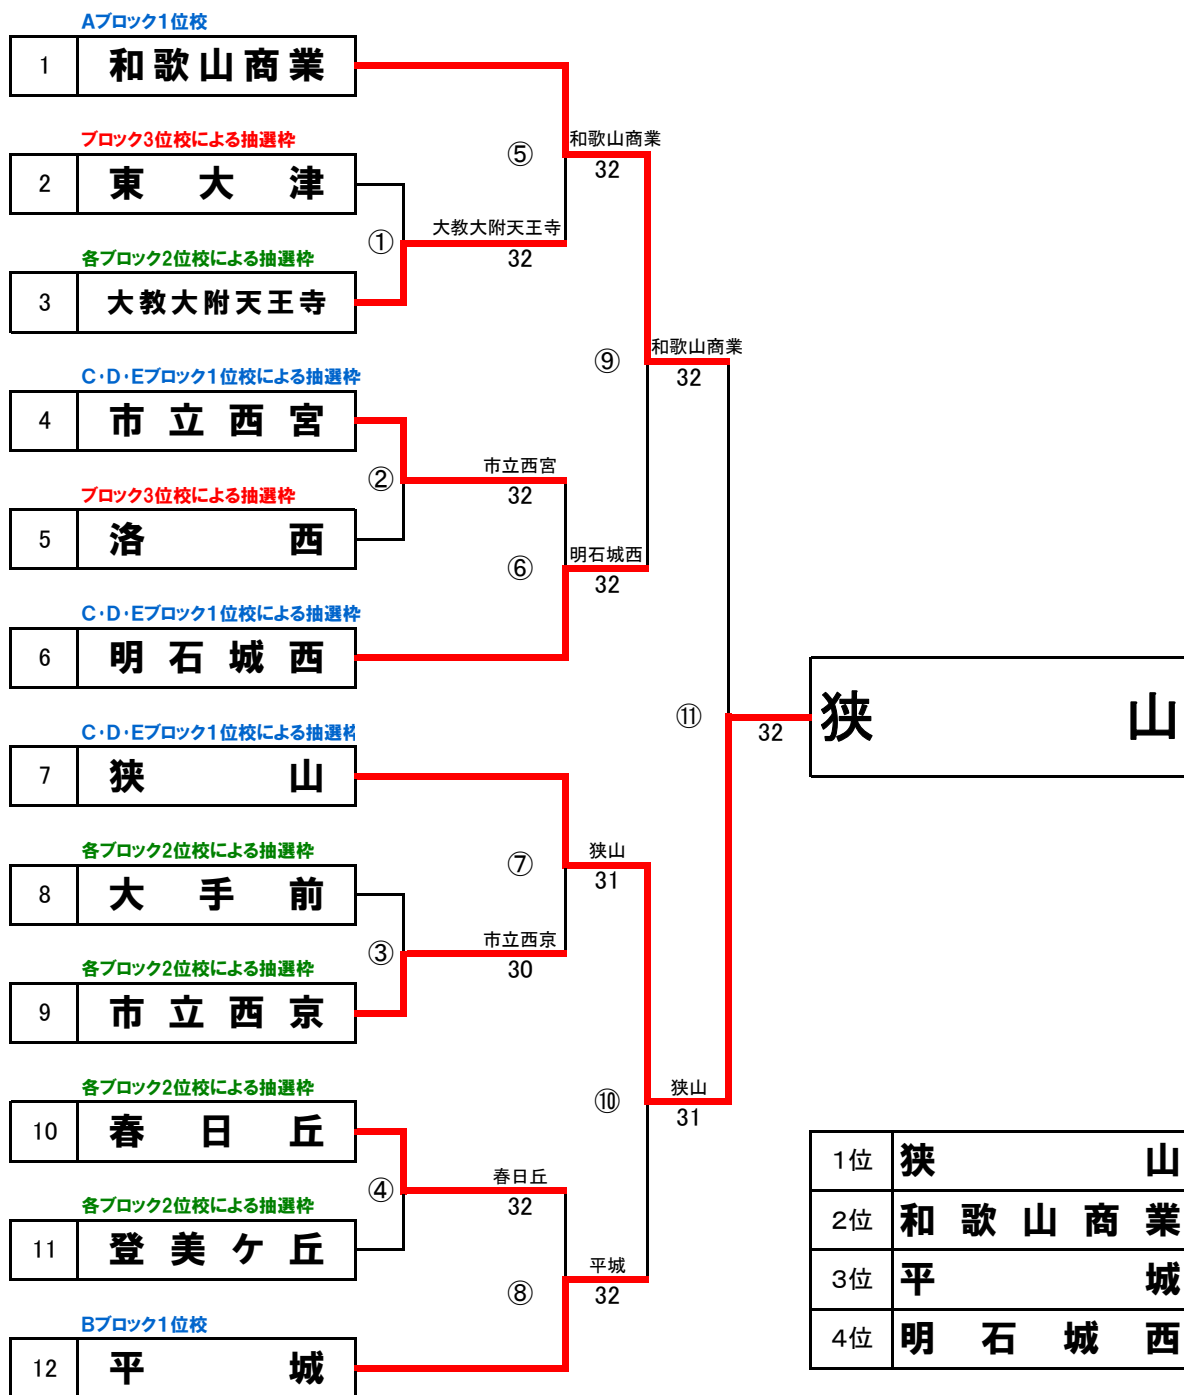 Aブロック1位校
1 和歌山商業
ブロック3位校による抽選枠
2 東大津
各ブロック2位校による抽選枠
3 大教大附天王寺
C・D・Eブロック1位校による抽選枠
4 市立西宮
ブロック3位校による抽選枠
5 洛西
C・D・Eブロック1位校による抽選枠
6 明石城西
C・D・Eブロック1位校による抽選枠
7 狭山
各ブロック2位校による抽選枠
8 大手前
各ブロック2位校による抽選枠
9 市立西京
各ブロック2位校による抽選枠
10 春日丘
各ブロック2位校による抽選枠
11 登美ケ丘
Bブロック1位校
12 平城
①
大教大附天王寺
32
②
市立西宮
32
③
市立西京
30
④
春日丘
32
⑤
和歌山商業
32
⑥
明石城西
32
⑦
狭山
31
⑧
平城
32
⑨
和歌山商業
32
⑩
狭山
31
⑪
32
狭山
1位 狭山
2位 和歌山商業
3位 平城
4位 明石城西